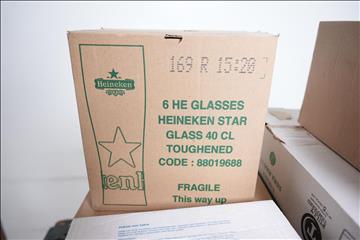 169 R 15:20
Heineken
6 HE GLASSES
HEINEKEN STAR
GLASS 40 CL
TOUGHENED
CODE : 88019688
FRAGILE
This way up